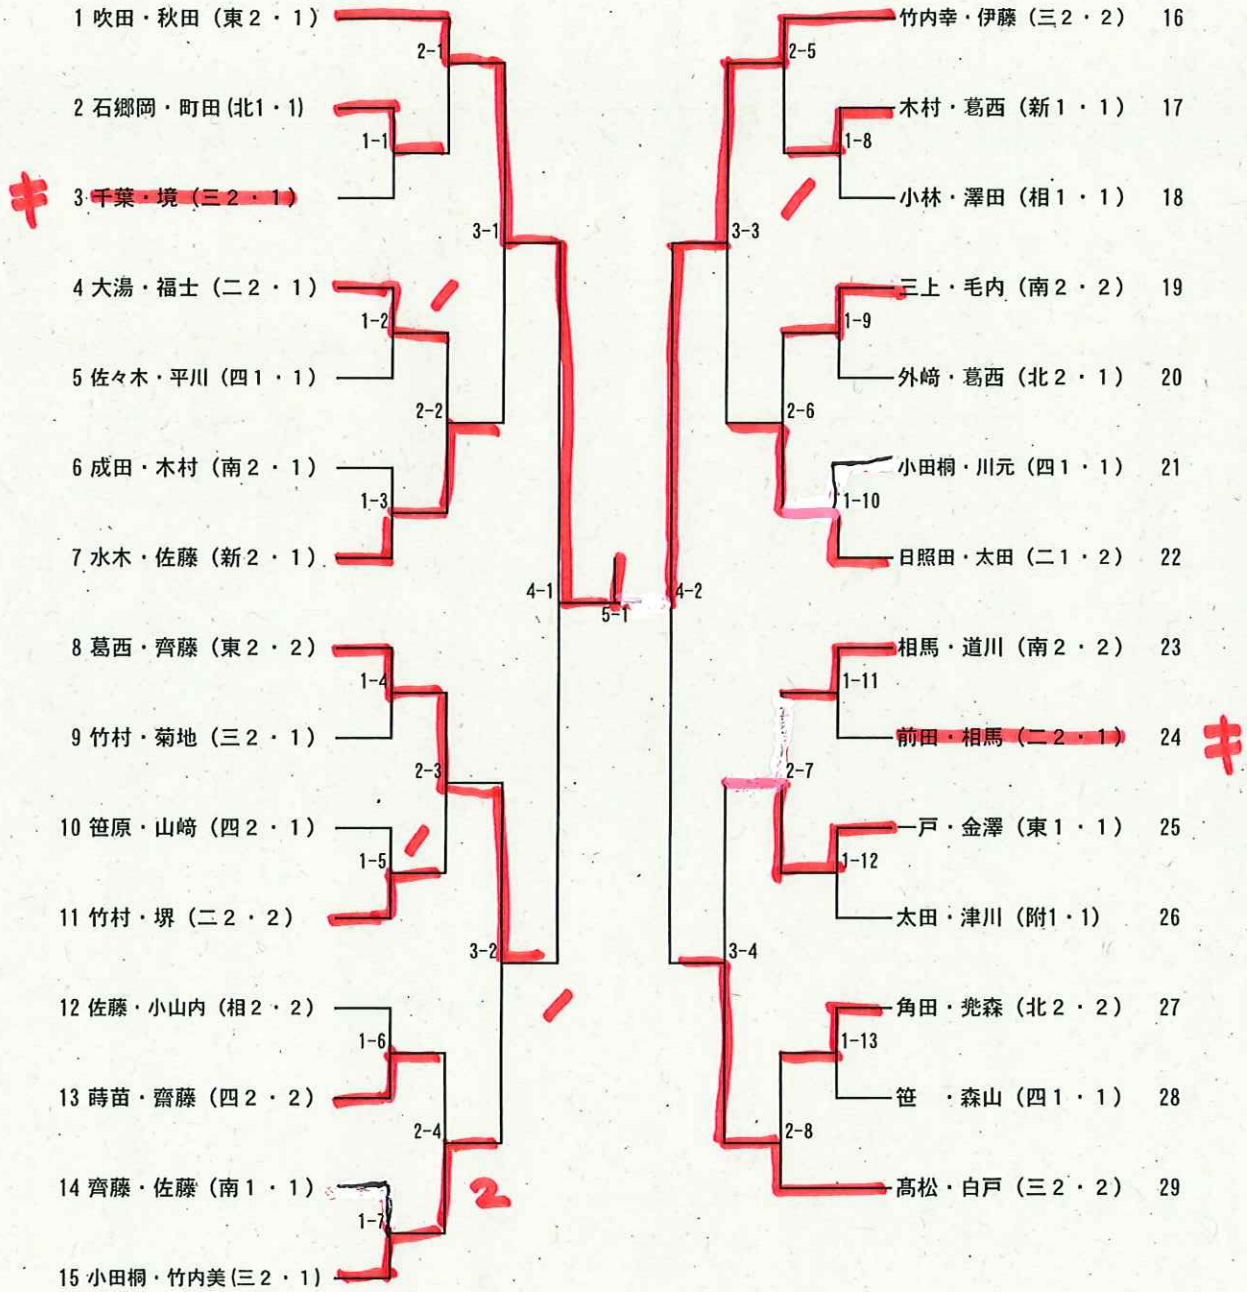 1 吹田・秋田 (東2・1)
2 石郷岡・町田 (北1・1)
3 千葉・境 (三2・1)
4 大湯・福士 (二2・1)
5 佐々木・平川 (四1・1)
6 成田・木村 (南2・1)
7 水木・佐藤 (新2・1)
8 葛西・齊藤 (東2・2)
9 竹村・菊地 (三2・1)
10 笹原・山﨑 (四2・1)
11 竹村・堺 (二2・2)
12 佐藤・小山内 (相2・2)
13 蒔苗・齋藤 (四2・2)
14 齊藤・佐藤 (南1・1)
15 小田桐・竹内美 (三2・1)
2-1
1-1
3-1
1-2
2-2
1-3
4-1
5-1
1-4
2-3
1-5
3-2
1-6
2-4
2
1-7
竹内幸・伊藤 (三2・2) 16
木村・葛西 (新1・1) 17
小林・澤田 (相1・1) 18
三上・毛内 (南2・2) 19
外﨑・葛西 (北2・1) 20
小田桐・川元 (四1・1) 21
日照田・太田 (二1・2) 22
相馬・道川 (南2・2) 23
前田・相馬 (二2・1) 24
一戸・金澤 (東1・1) 25
太田・津川 (附1・1) 26
角田・兜森 (北2・2) 27
笹 ・森山 (四1・1) 28
髙松・白戸 (三2・2) 29
2-5
1-8
3-3
1-9
2-6
1-10
4-2
1-11
2-7
1-12
3-4
1-13
2-8